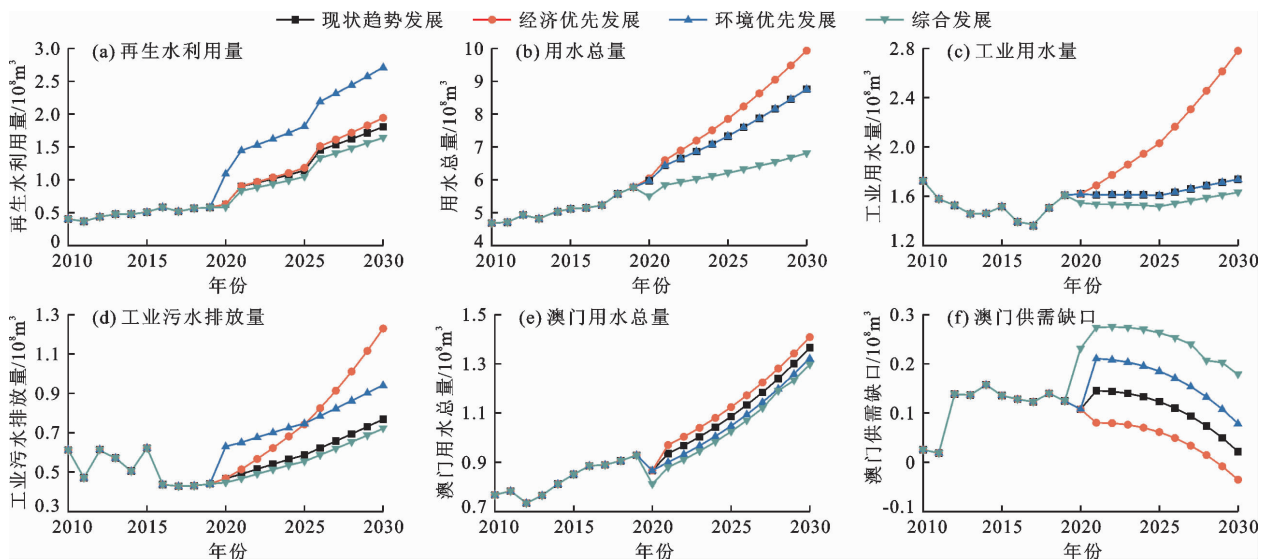 现状趋势发展 经济优先发展 环境优先发展 综合发展
(a) 再生水利用量
再生水利用量/10⁸m³
3.0
2.5
2.0
1.5
1.0
0.5
0
2010 2015 2020 2025 2030
年份
(b) 用水总量
用水总量/10⁸m³
10
9
8
7
6
5
4
2010 2015 2020 2025 2030
年份
(c) 工业用水量
工业用水量/10⁸m³
2.8
2.4
2.0
1.6
1.2
2010 2015 2020 2025 2030
年份
(d) 工业污水排放量
工业污水排放量/10⁸m³
1.3
1.1
0.9
0.7
0.5
0.3
2010 2015 2020 2025 2030
年份
(e) 澳门用水总量
澳门用水总量/10⁸m³
1.5
1.3
1.1
0.9
0.7
2010 2015 2020 2025 2030
年份
(f) 澳门供需缺口
澳门供需缺口/10⁸m³
0.3
0.2
0.1
0
-0.1
2010 2015 2020 2025 2030
年份